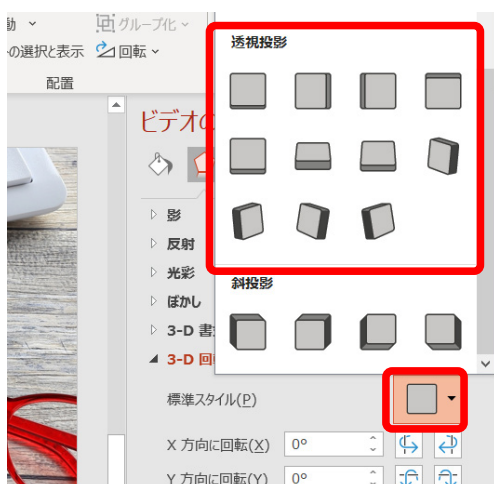 動
グループ化
の選択と表示
回転
透視投影
配置
ビデオの
影
反射
光彩
斜投影
ぼかし
3-D 書
3-D 回
標準スタイル(P)
X 方向に回転(X) 0°
Y 方向に回転(Y) 0°